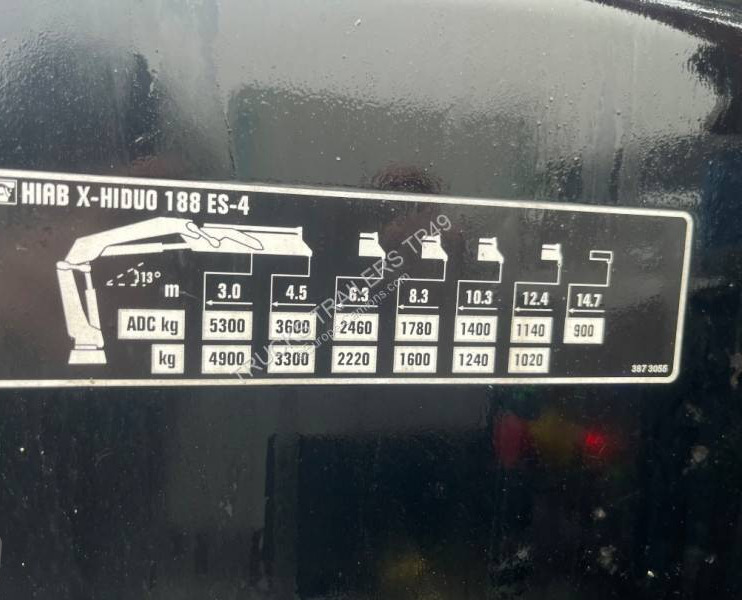 HIAB X-HIDUO 188 ES-4
13°
m 3.0 4.5 6.3 8.3 10.3 12.4 14.7
ADC kg 5300 3600 2460 1780 1400 1140 900
kg 4900 3300 2220 1600 1240 1020
387 3055
TRUCKS TRAILERS TR49